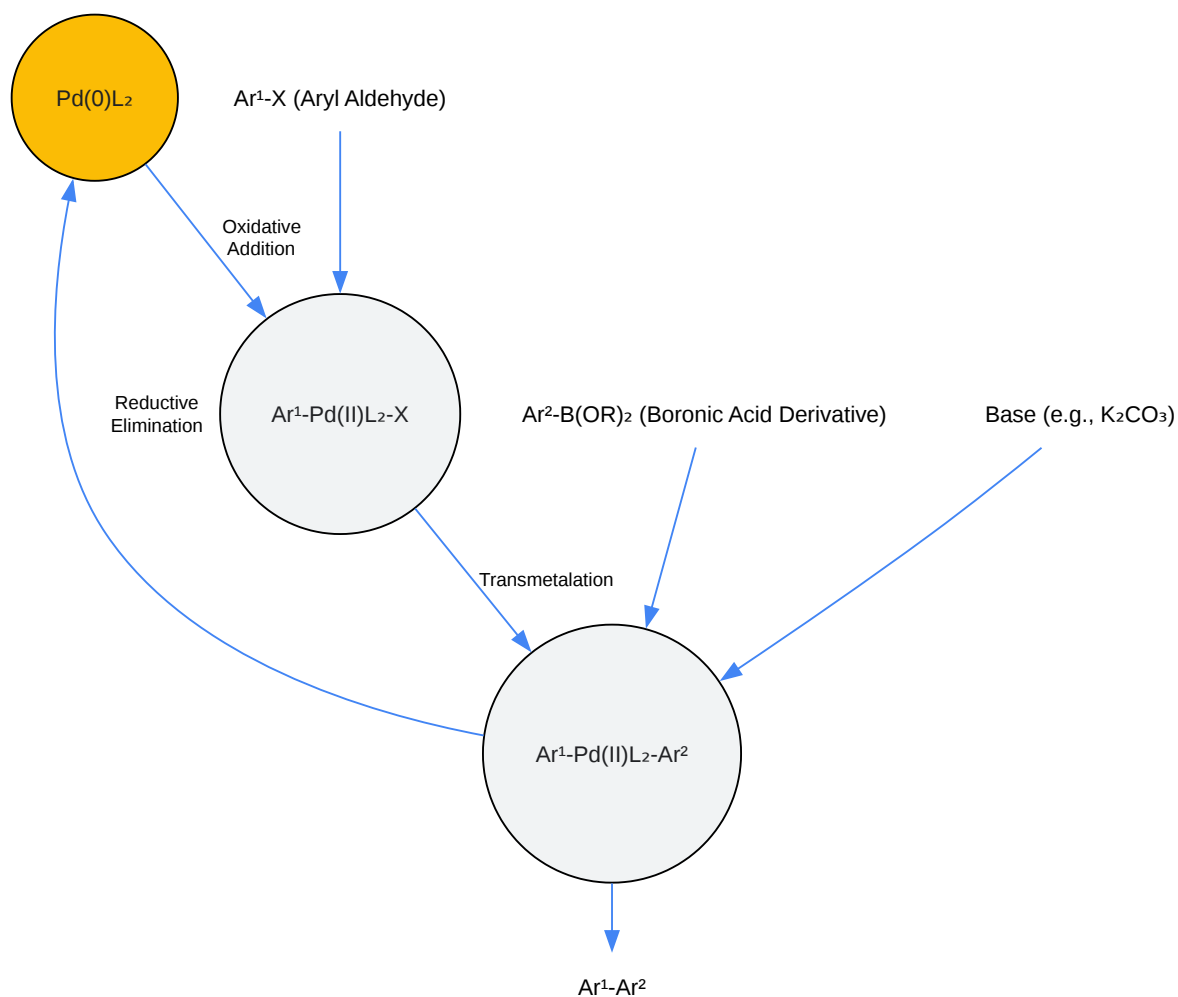 Pd(0)L₂
Ar¹-X (Aryl Aldehyde)
Oxidative
Addition
Reductive
Elimination
Ar¹-Pd(II)L₂-X
Ar²-B(OR)₂ (Boronic Acid Derivative)
Base (e.g., K₂CO₃)
Transmetalation
Ar¹-Pd(II)L₂-Ar²
Ar¹-Ar²